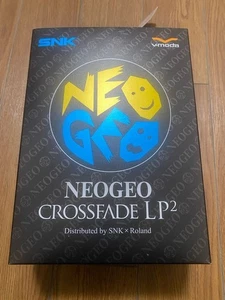 SNK
v-moda
NEO
GEO
NEOGEO
CROSSFADE LP2
Distributed by SNK × Roland